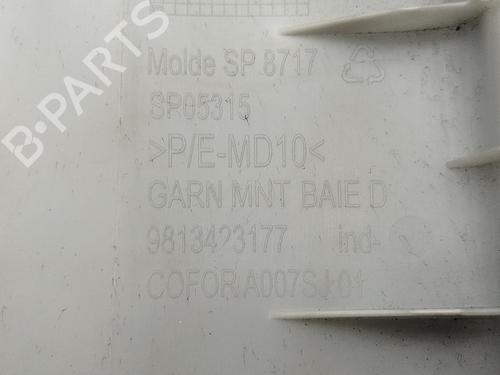 B-PARTS
Molde SP 8717
SP05315
>P/E-MD10<
GARN MNT BAIE D
9813423177 ind-
COFOR A007SJ 01